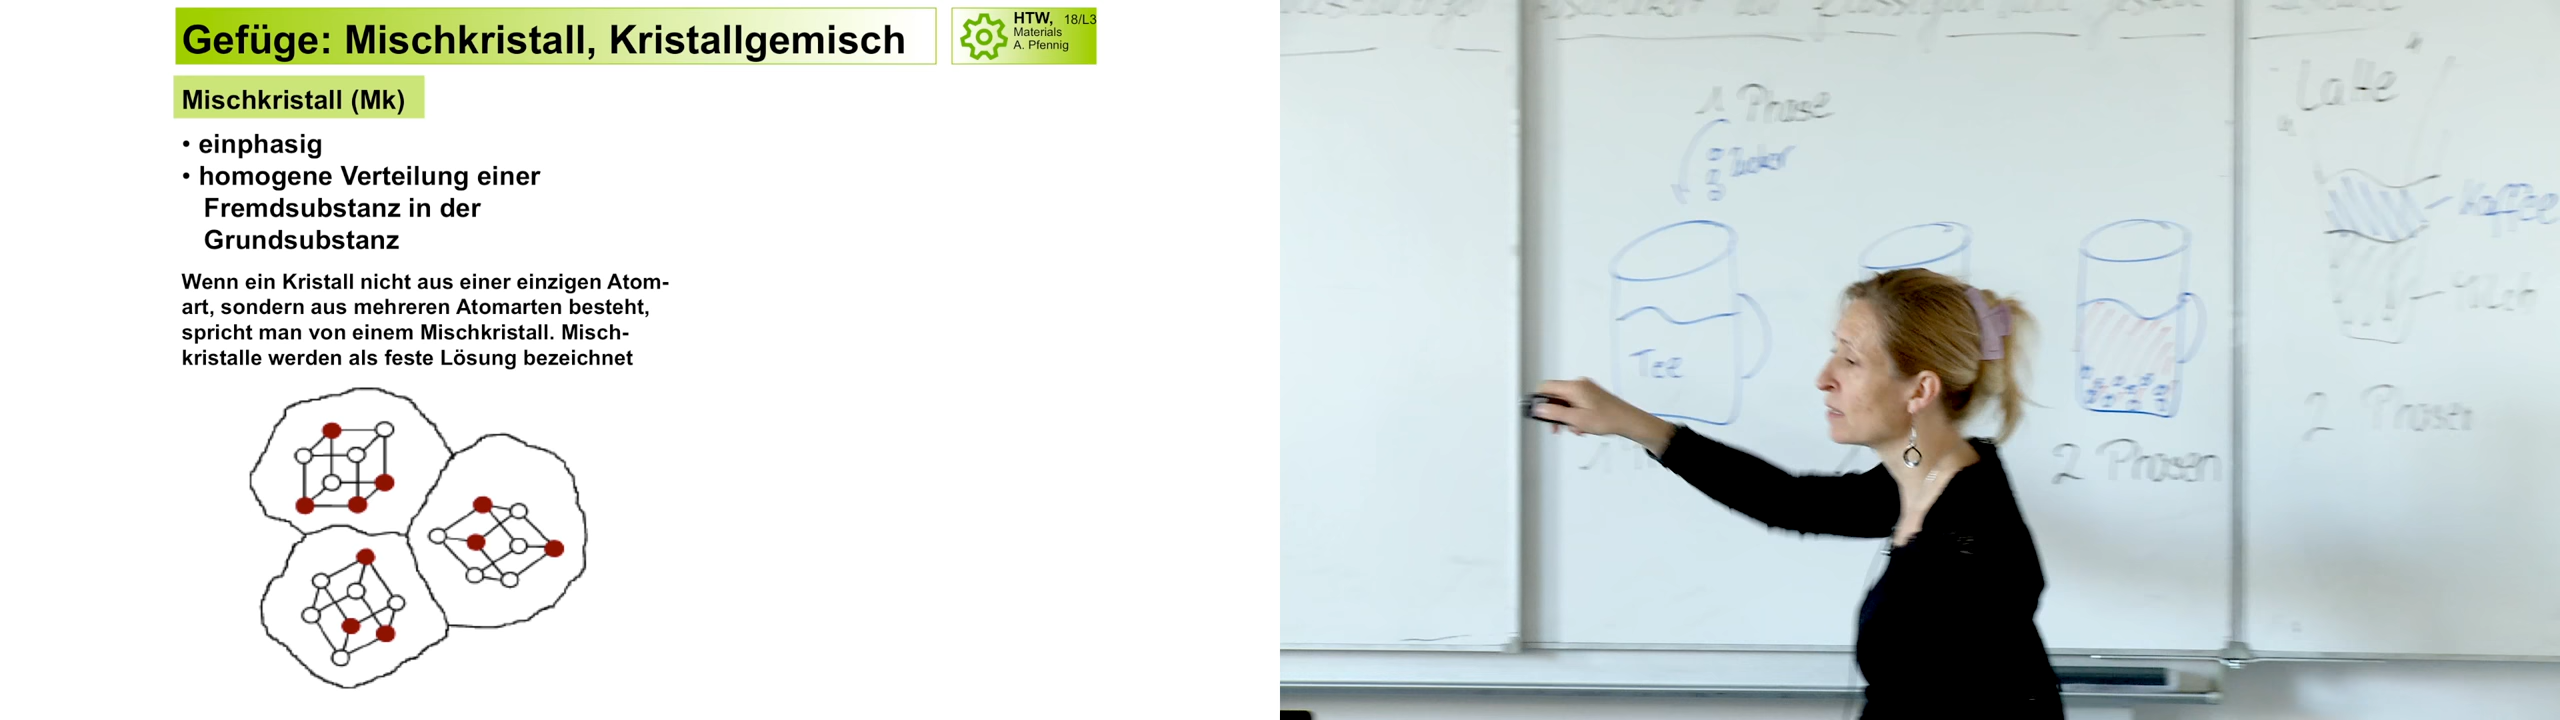 Gefüge: Mischkristall, Kristallgemisch
HTW, 18/L3
Materials
A. Pfennig
Mischkristall (Mk)
• einphasig
• homogene Verteilung einer
Fremdsubstanz in der
Grundsubstanz
Wenn ein Kristall nicht aus einer einzigen Atom-
art, sondern aus mehreren Atomarten besteht,
spricht man von einem Mischkristall. Misch-
kristalle werden als feste Lösung bezeichnet
1 Phase
Zucker
Tee
2 Phasen
Latte
Kaffee
Milch
2 Phasen